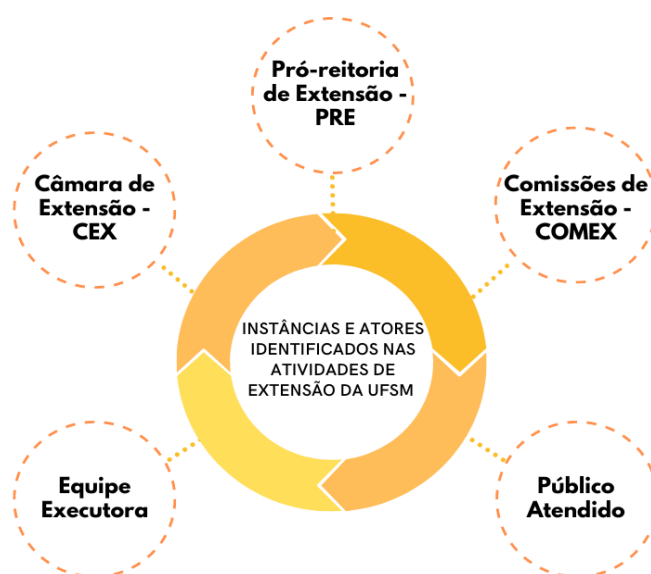 Pró-reitoria
de Extensão -
PRE
Câmara de
Extensão -
CEX
Comissões de
Extensão -
COMEX
INSTÂNCIAS E ATORES
IDENTIFICADOS NAS
ATIVIDADES DE
EXTENSÃO DA UFSM
Equipe
Executora
Público
Atendido